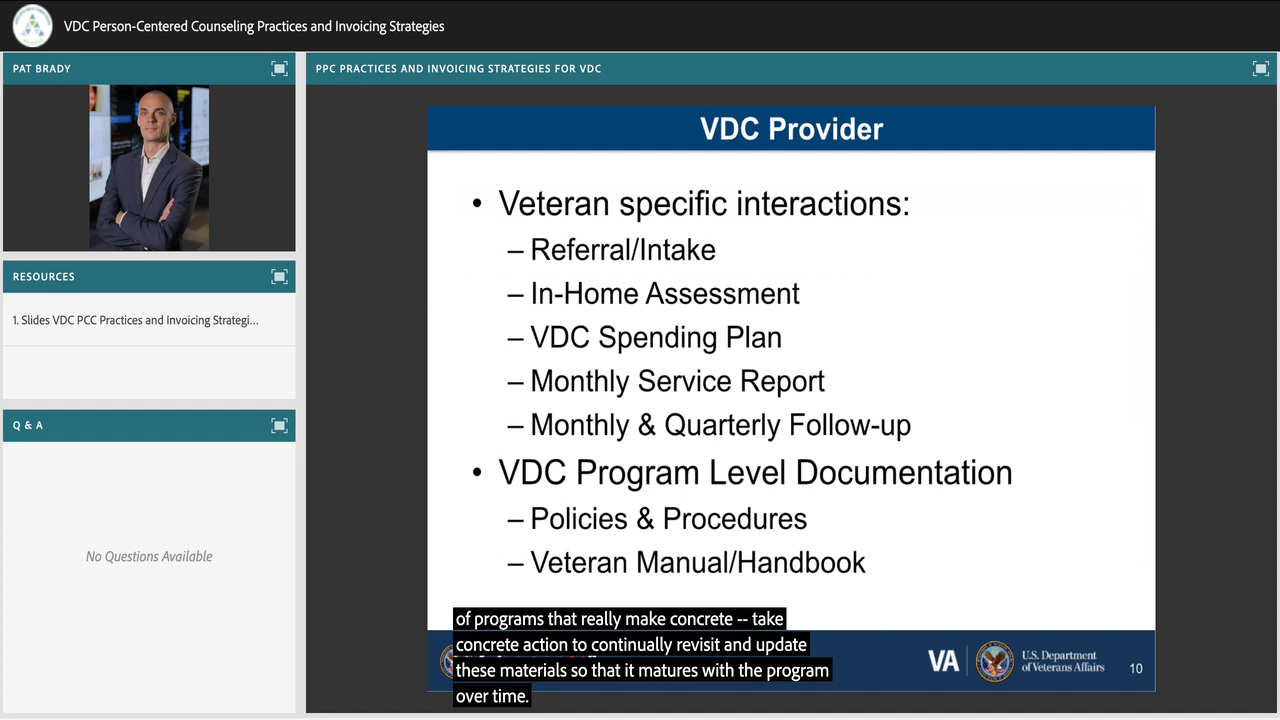 VDC Person-Centered Counseling Practices and Invoicing Strategies
PAT BRADY
RESOURCES
1. Slides VDC PCC Practices and Invoicing Strategi...
Q & A
No Questions Available
PPC PRACTICES AND INVOICING STRATEGIES FOR VDC
VDC Provider
• Veteran specific interactions:
– Referral/Intake
– In-Home Assessment
– VDC Spending Plan
– Monthly Service Report
– Monthly & Quarterly Follow-up
• VDC Program Level Documentation
– Policies & Procedures
– Veteran Manual/Handbook
of programs that really make concrete -- take
concrete action to continually revisit and update
these materials so that it matures with the program
over time.
VA
U.S. Department
of Veterans Affairs
10